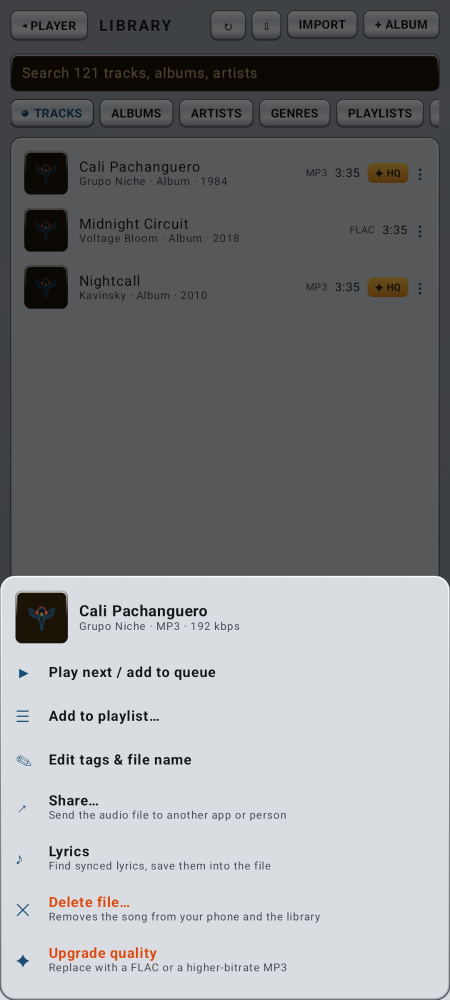 ◂ PLAYER
LIBRARY
↻
⇩
IMPORT
+ ALBUM
Search 121 tracks, albums, artists
TRACKS
ALBUMS
ARTISTS
GENRES
PLAYLISTS
Cali Pachanguero
Grupo Niche · Album · 1984
MP3 3:35 ✦ HQ
Midnight Circuit
Voltage Bloom · Album · 2018
FLAC 3:35
Nightcall
Kavinsky · Album · 2010
MP3 3:35 ✦ HQ
Cali Pachanguero
Grupo Niche · MP3 · 192 kbps
Play next / add to queue
Add to playlist…
Edit tags & file name
Share…
Send the audio file to another app or person
Lyrics
Find synced lyrics, save them into the file
Delete file…
Removes the song from your phone and the library
Upgrade quality
Replace with a FLAC or a higher-bitrate MP3